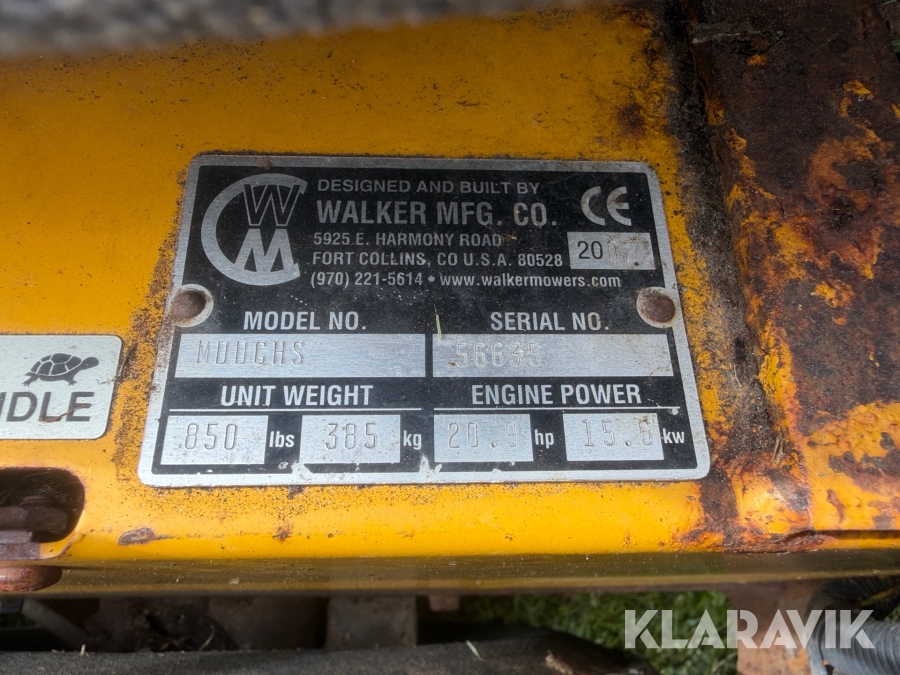 DESIGNED AND BUILT BY
WALKER MFG. CO.
CE
5925 E. HARMONY ROAD
FORT COLLINS, CO U.S.A. 80528
(970) 221-5614 • www.walkermowers.com
WM
MODEL NO. SERIAL NO.
56635
UNIT WEIGHT ENGINE POWER
850 lbs 385 kg hp kw
IDLE
KLARAVIK